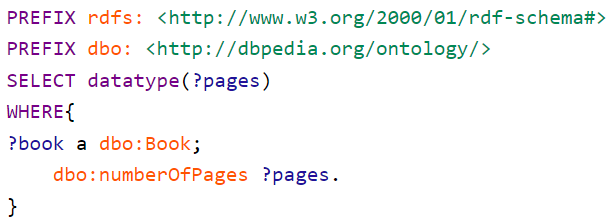 PREFIX rdfs: <http://www.w3.org/2000/01/rdf-schema#>
PREFIX dbo: <http://dbpedia.org/ontology/>
SELECT datatype(?pages)
WHERE{
?book a dbo:Book;
    dbo:numberOfPages ?pages.
}